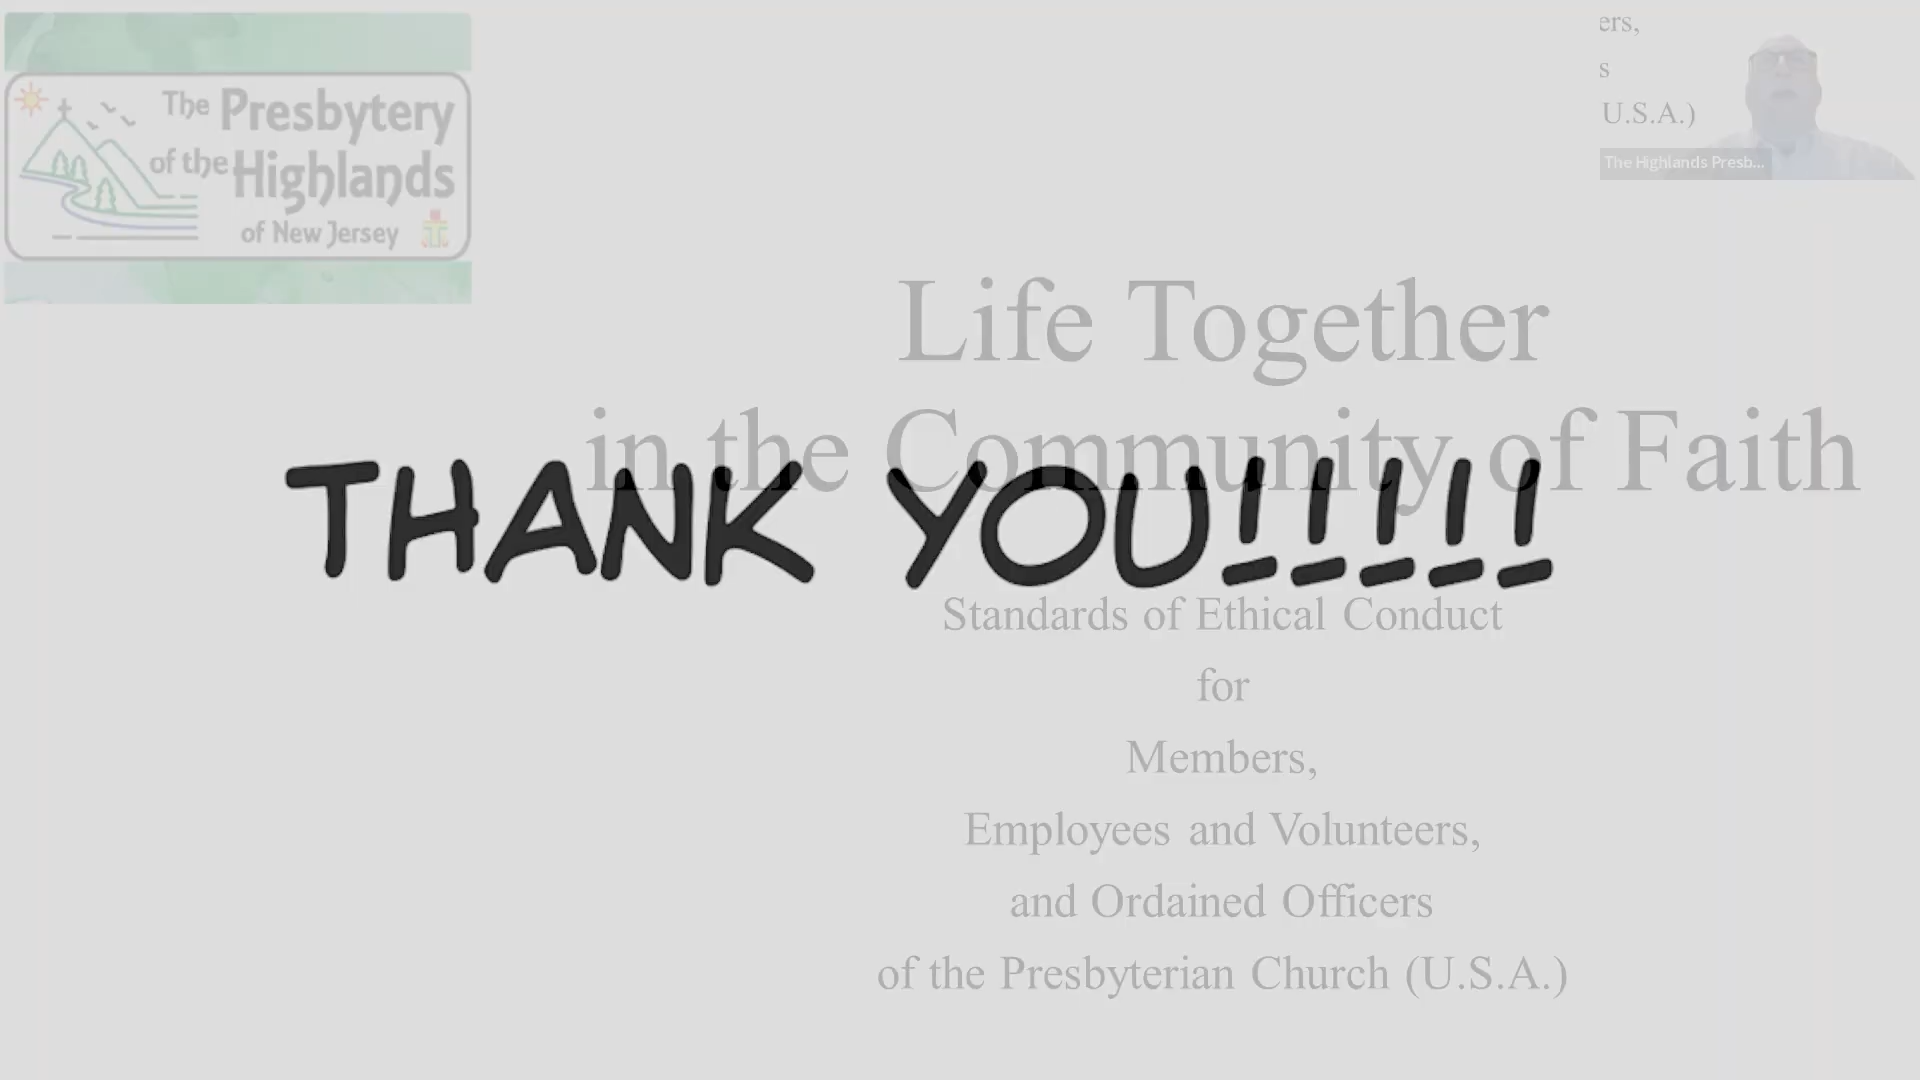 The Presbytery
of the Highlands
of New Jersey
ers,
s
U.S.A.)
The Highlands Presb...
Life Together
in the Community of Faith
THANK YOU!!!!!
Standards of Ethical Conduct
for
Members,
Employees and Volunteers,
and Ordained Officers
of the Presbyterian Church (U.S.A.)